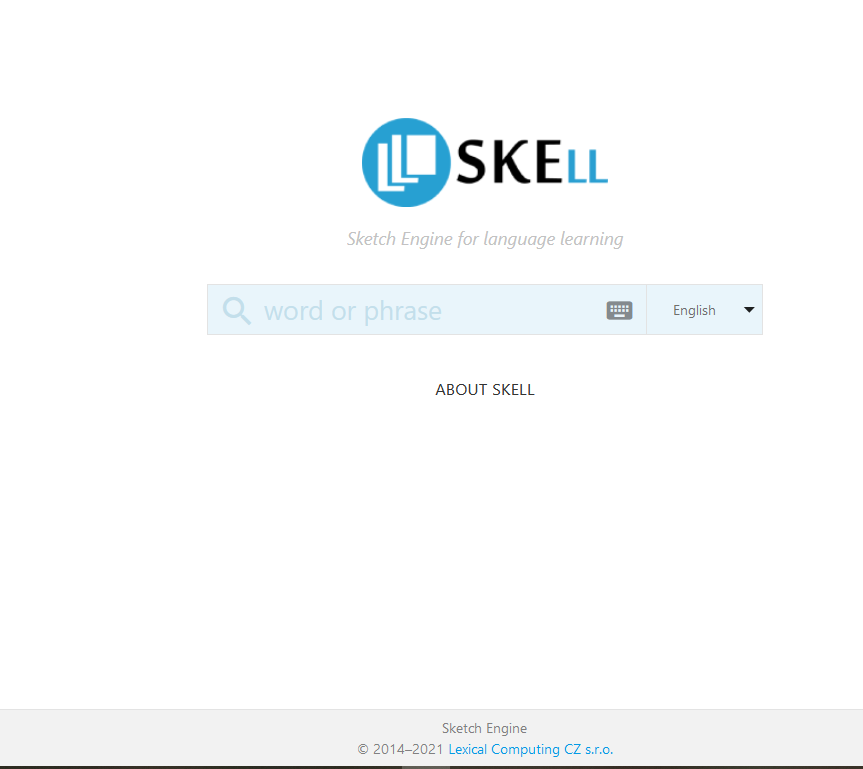 SKELL
Sketch Engine for language learning
word or phrase
English
ABOUT SKELL
Sketch Engine
© 2014–2021 Lexical Computing CZ s.r.o.